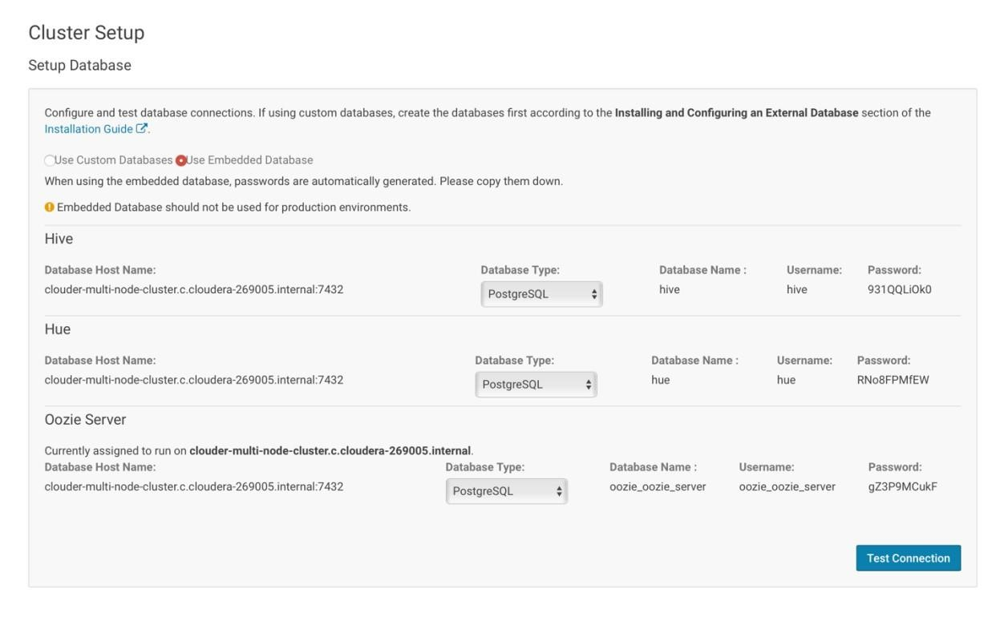 Cluster Setup
Setup Database
Configure and test database connections. If using custom databases, create the databases first according to the Installing and Configuring an External Database section of the
Installation Guide.
Use Custom Databases Use Embedded Database
When using the embedded database, passwords are automatically generated. Please copy them down.
Embedded Database should not be used for production environments.
Hive
Database Host Name: Database Type: Database Name : Username: Password:
clouder-multi-node-cluster.c.cloudera-269005.internal:7432 PostgreSQL hive hive 931QQLiOk0
Hue
Database Host Name: Database Type: Database Name : Username: Password:
clouder-multi-node-cluster.c.cloudera-269005.internal:7432 PostgreSQL hue hue RNo8FPMfEW
Oozie Server
Currently assigned to run on clouder-multi-node-cluster.c.cloudera-269005.internal.
Database Host Name: Database Type: Database Name : Username: Password:
clouder-multi-node-cluster.c.cloudera-269005.internal:7432 PostgreSQL oozie_oozie_server oozie_oozie_server gZ3P9MCukF
Test Connection